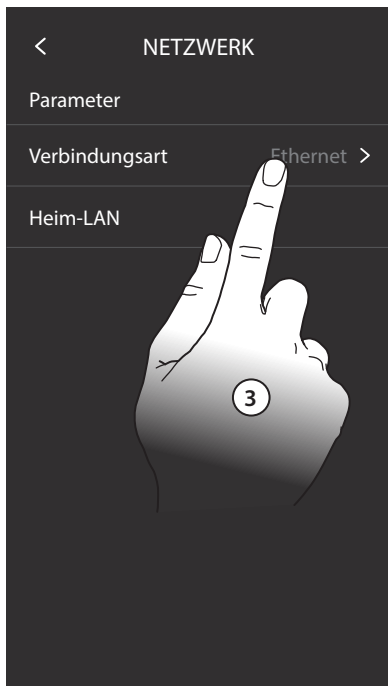 NETZWERK
Parameter
Verbindungsart Ethernet >
Heim-LAN
3